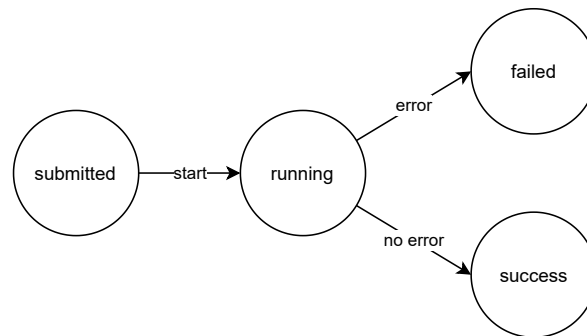 failed
error
submitted
start
running
no error
success